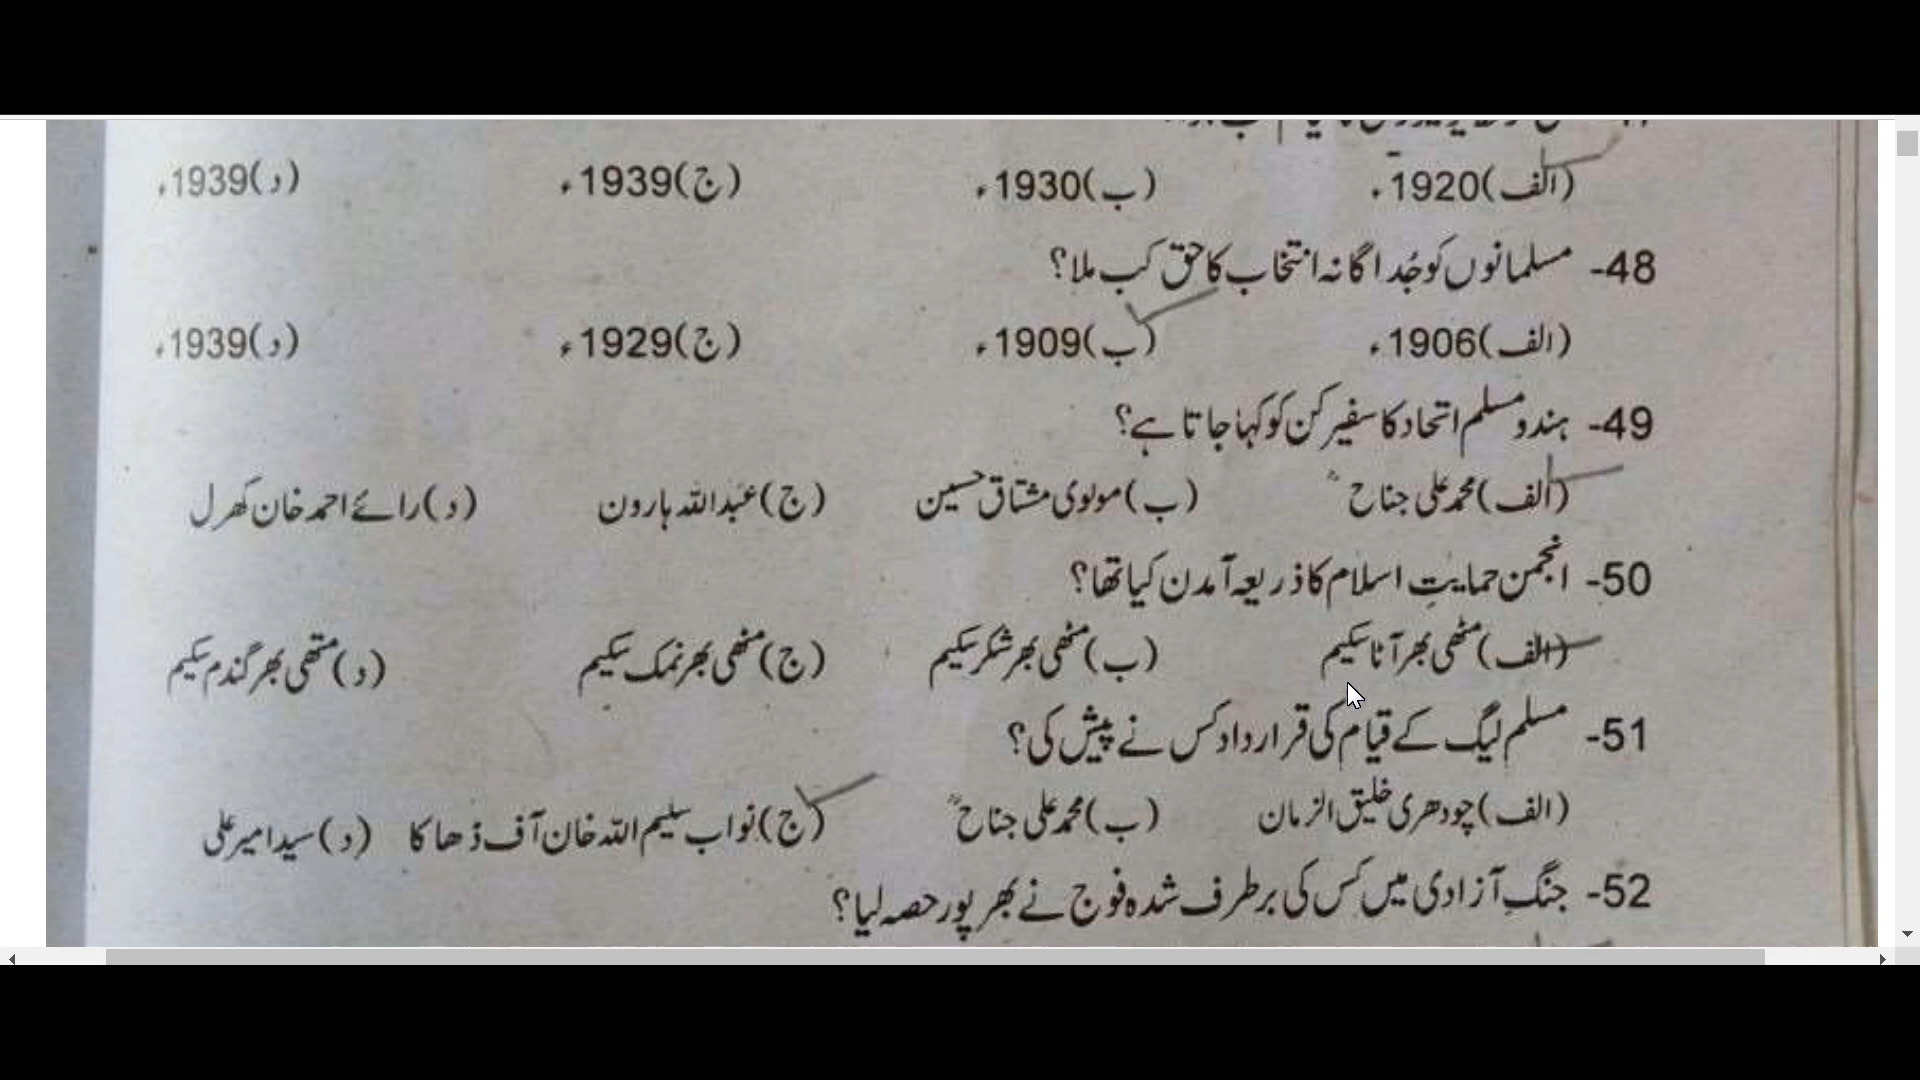 (الف)1920ء (ب)1930ء (ج)1939ء (د)1939ء
48- مسلمانوں کو جُداگانہ انتخاب کا حق کب ملا؟
(الف)1906ء (ب)1909ء (ج)1929ء (د)1939ء
49- ہندو مسلم اتحاد کا سفیر کن کو کہا جاتا ہے؟
(الف)محمد علی جناحؒ (ب)مولوی مشتاق حسین (ج)عبداللہ ہارون (د)رائے احمد خان کھرل
50- انجمن حمایتِ اسلام کا ذریعہ آمدن کیا تھا؟
(الف)مٹھی بھر آٹا سکیم (ب)مٹھی بھر شکر سکیم (ج)مٹھی بھر نمک سکیم (د)مٹھی بھر گندم سکیم
51- مسلم لیگ کے قیام کی قرارداد کس نے پیش کی؟
(الف)چودھری خلیق الزمان (ب)محمد علی جناحؒ (ج)نواب سلیم اللہ خان آف ڈھاکا (د)سید امیر علی
52- جنگِ آزادی میں کس کی برطرف شدہ فوج نے بھرپور حصہ لیا؟